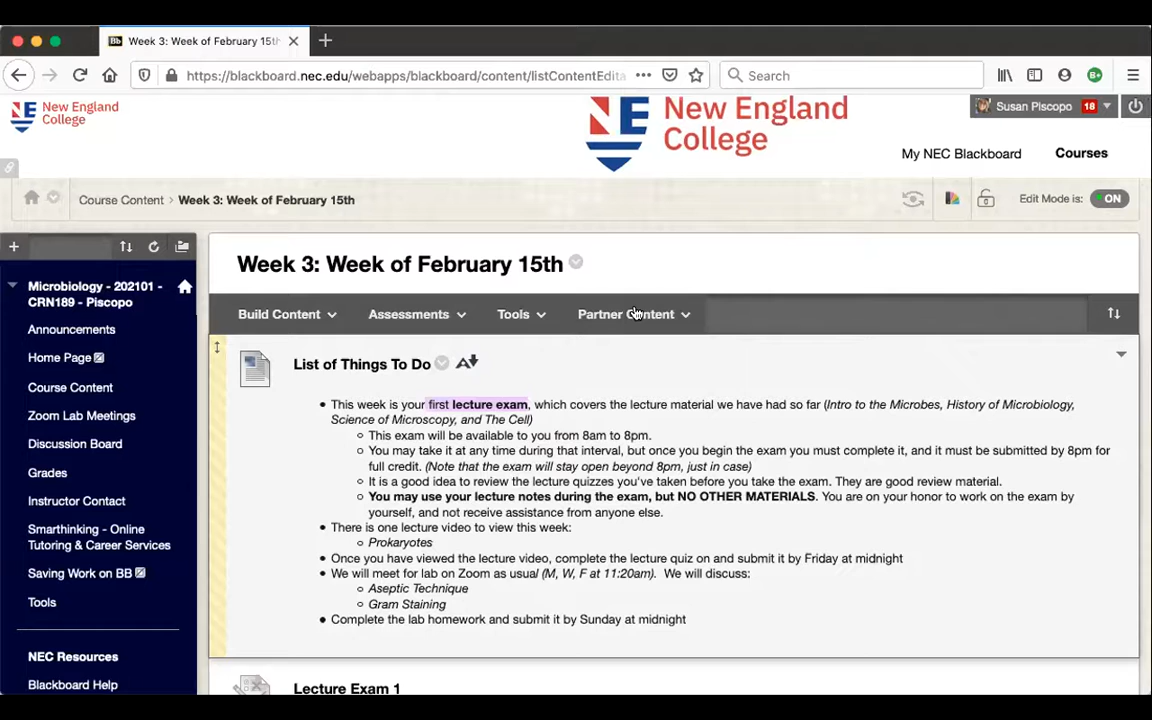 Bb Week 3: Week of February 15th
https://blackboard.nec.edu/webapps/blackboard/content/listContentEdita
Search
New England
College
NE New England
College
Susan Piscopo 18
My NEC Blackboard Courses
Course Content > Week 3: Week of February 15th
Edit Mode is: ON
Week 3: Week of February 15th
Microbiology - 202101 -
CRN189 - Piscopo
Announcements
Home Page
Course Content
Zoom Lab Meetings
Discussion Board
Grades
Instructor Contact
Smarthinking - Online
Tutoring & Career Services
Saving Work on BB
Tools
NEC Resources
Blackboard Help
Build Content Assessments Tools Partner Content
List of Things To Do
• This week is your first lecture exam, which covers the lecture material we have had so far (Intro to the Microbes, History of Microbiology,
Science of Microscopy, and The Cell)
○ This exam will be available to you from 8am to 8pm.
○ You may take it at any time during that interval, but once you begin the exam you must complete it, and it must be submitted by 8pm for
full credit. (Note that the exam will stay open beyond 8pm, just in case)
○ It is a good idea to review the lecture quizzes you've taken before you take the exam. They are good review material.
○ You may use your lecture notes during the exam, but NO OTHER MATERIALS. You are on your honor to work on the exam by
yourself, and not receive assistance from anyone else.
• There is one lecture video to view this week:
○ Prokaryotes
• Once you have viewed the lecture video, complete the lecture quiz on and submit it by Friday at midnight
• We will meet for lab on Zoom as usual (M, W, F at 11:20am). We will discuss:
○ Aseptic Technique
○ Gram Staining
• Complete the lab homework and submit it by Sunday at midnight
Lecture Exam 1